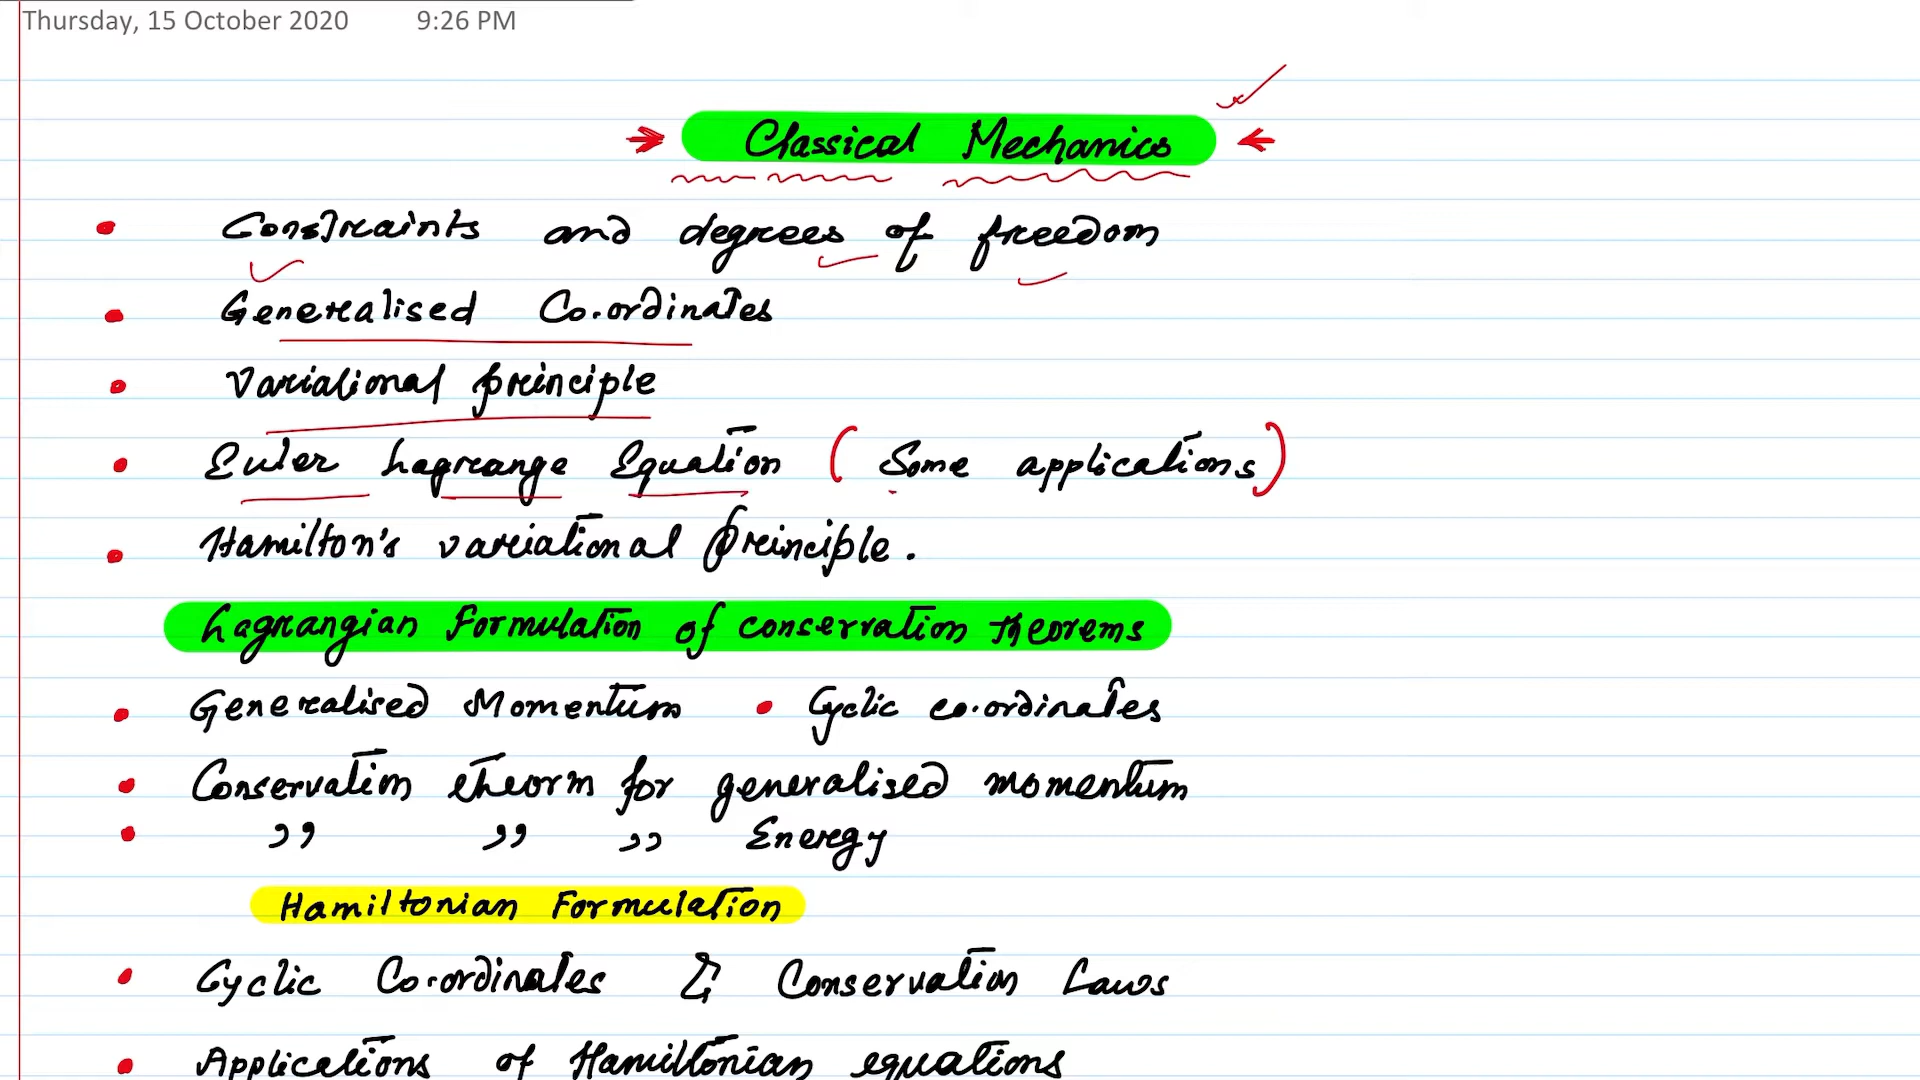 Thursday, 15 October 2020 9:26 PM
Classical Mechanics
Constraints and degrees of freedom
Generalised Co.ordinates
Variational principle
Euler Lagrange Equation (Some applications)
Hamilton's variational principle.
Lagrangian Formulation of conservation theorems
Generalised Momentum • Cyclic co.ordinates
Conservation theorm for generalised momentum
,, ,, ,, Energy
Hamiltonian Formulation
Cyclic Co.ordinates & Conservation Laws
Applications of Hamiltonian equations